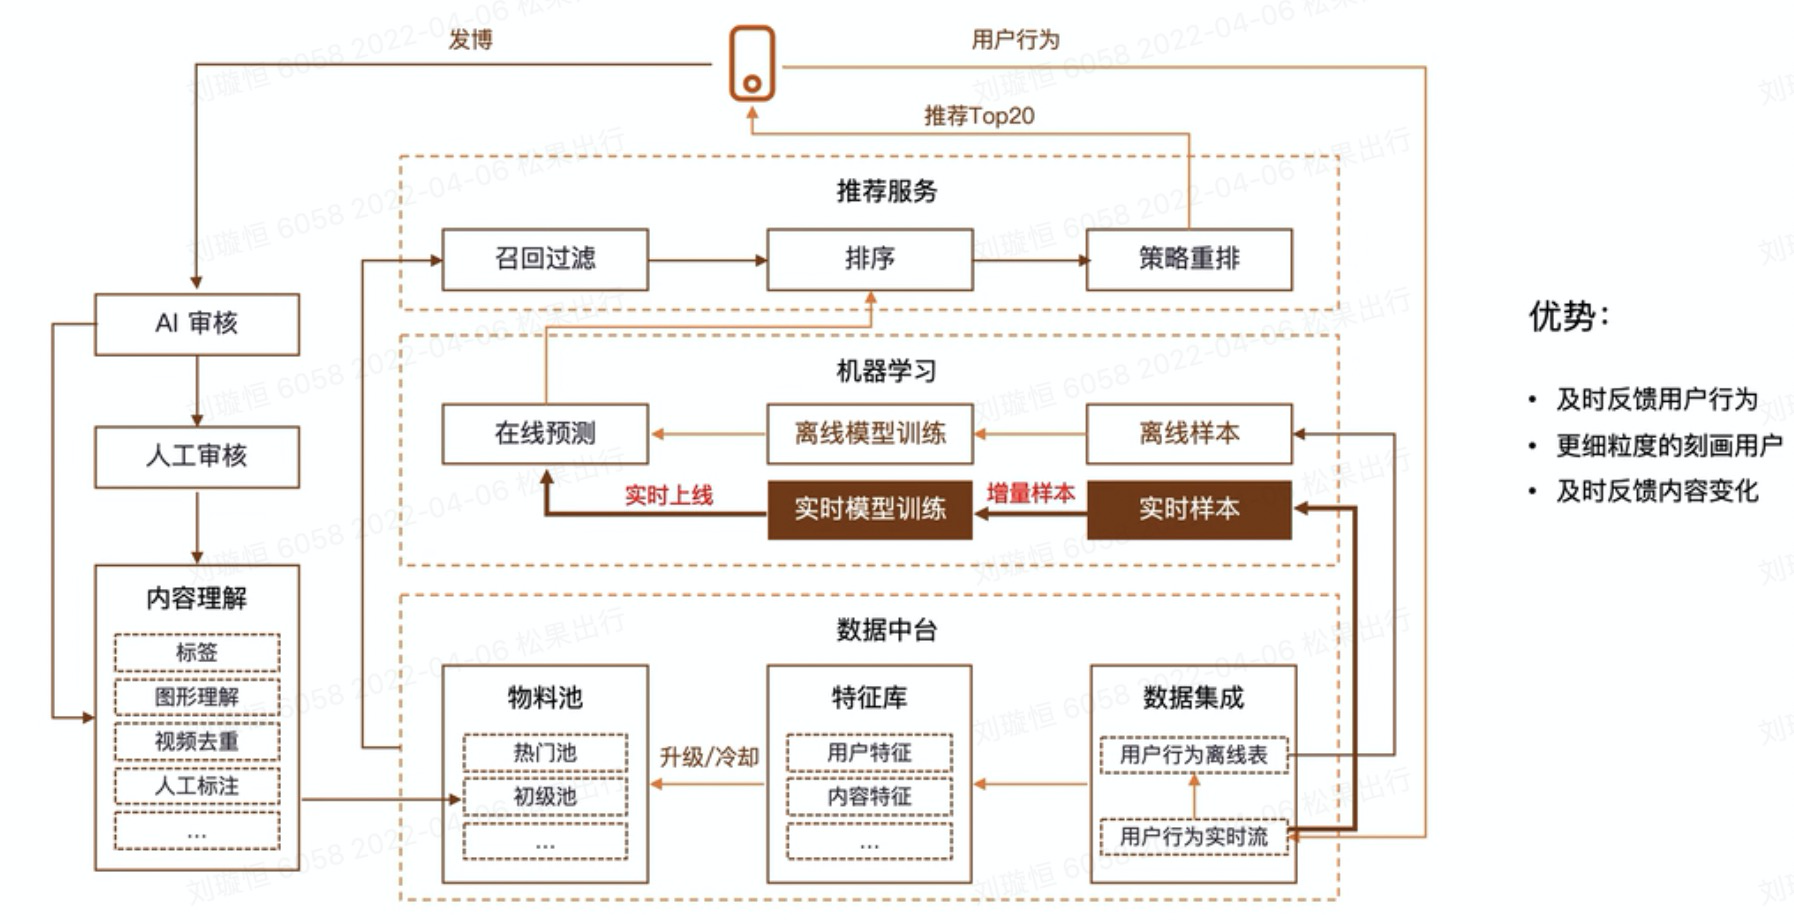 发博
用户行为
推荐Top20
推荐服务
召回过滤
排序
策略重排
AI 审核
人工审核
内容理解
标签
图形理解
视频去重
人工标注
...
机器学习
在线预测
离线模型训练
离线样本
实时上线
实时模型训练
增量样本
实时样本
数据中台
物料池
热门池
初级池
...
升级/冷却
特征库
用户特征
内容特征
...
数据集成
用户行为离线表
用户行为实时流
优势：
• 及时反馈用户行为
• 更细粒度的刻画用户
• 及时反馈内容变化
刘璇恒 6058 2022-04-06 松果出行